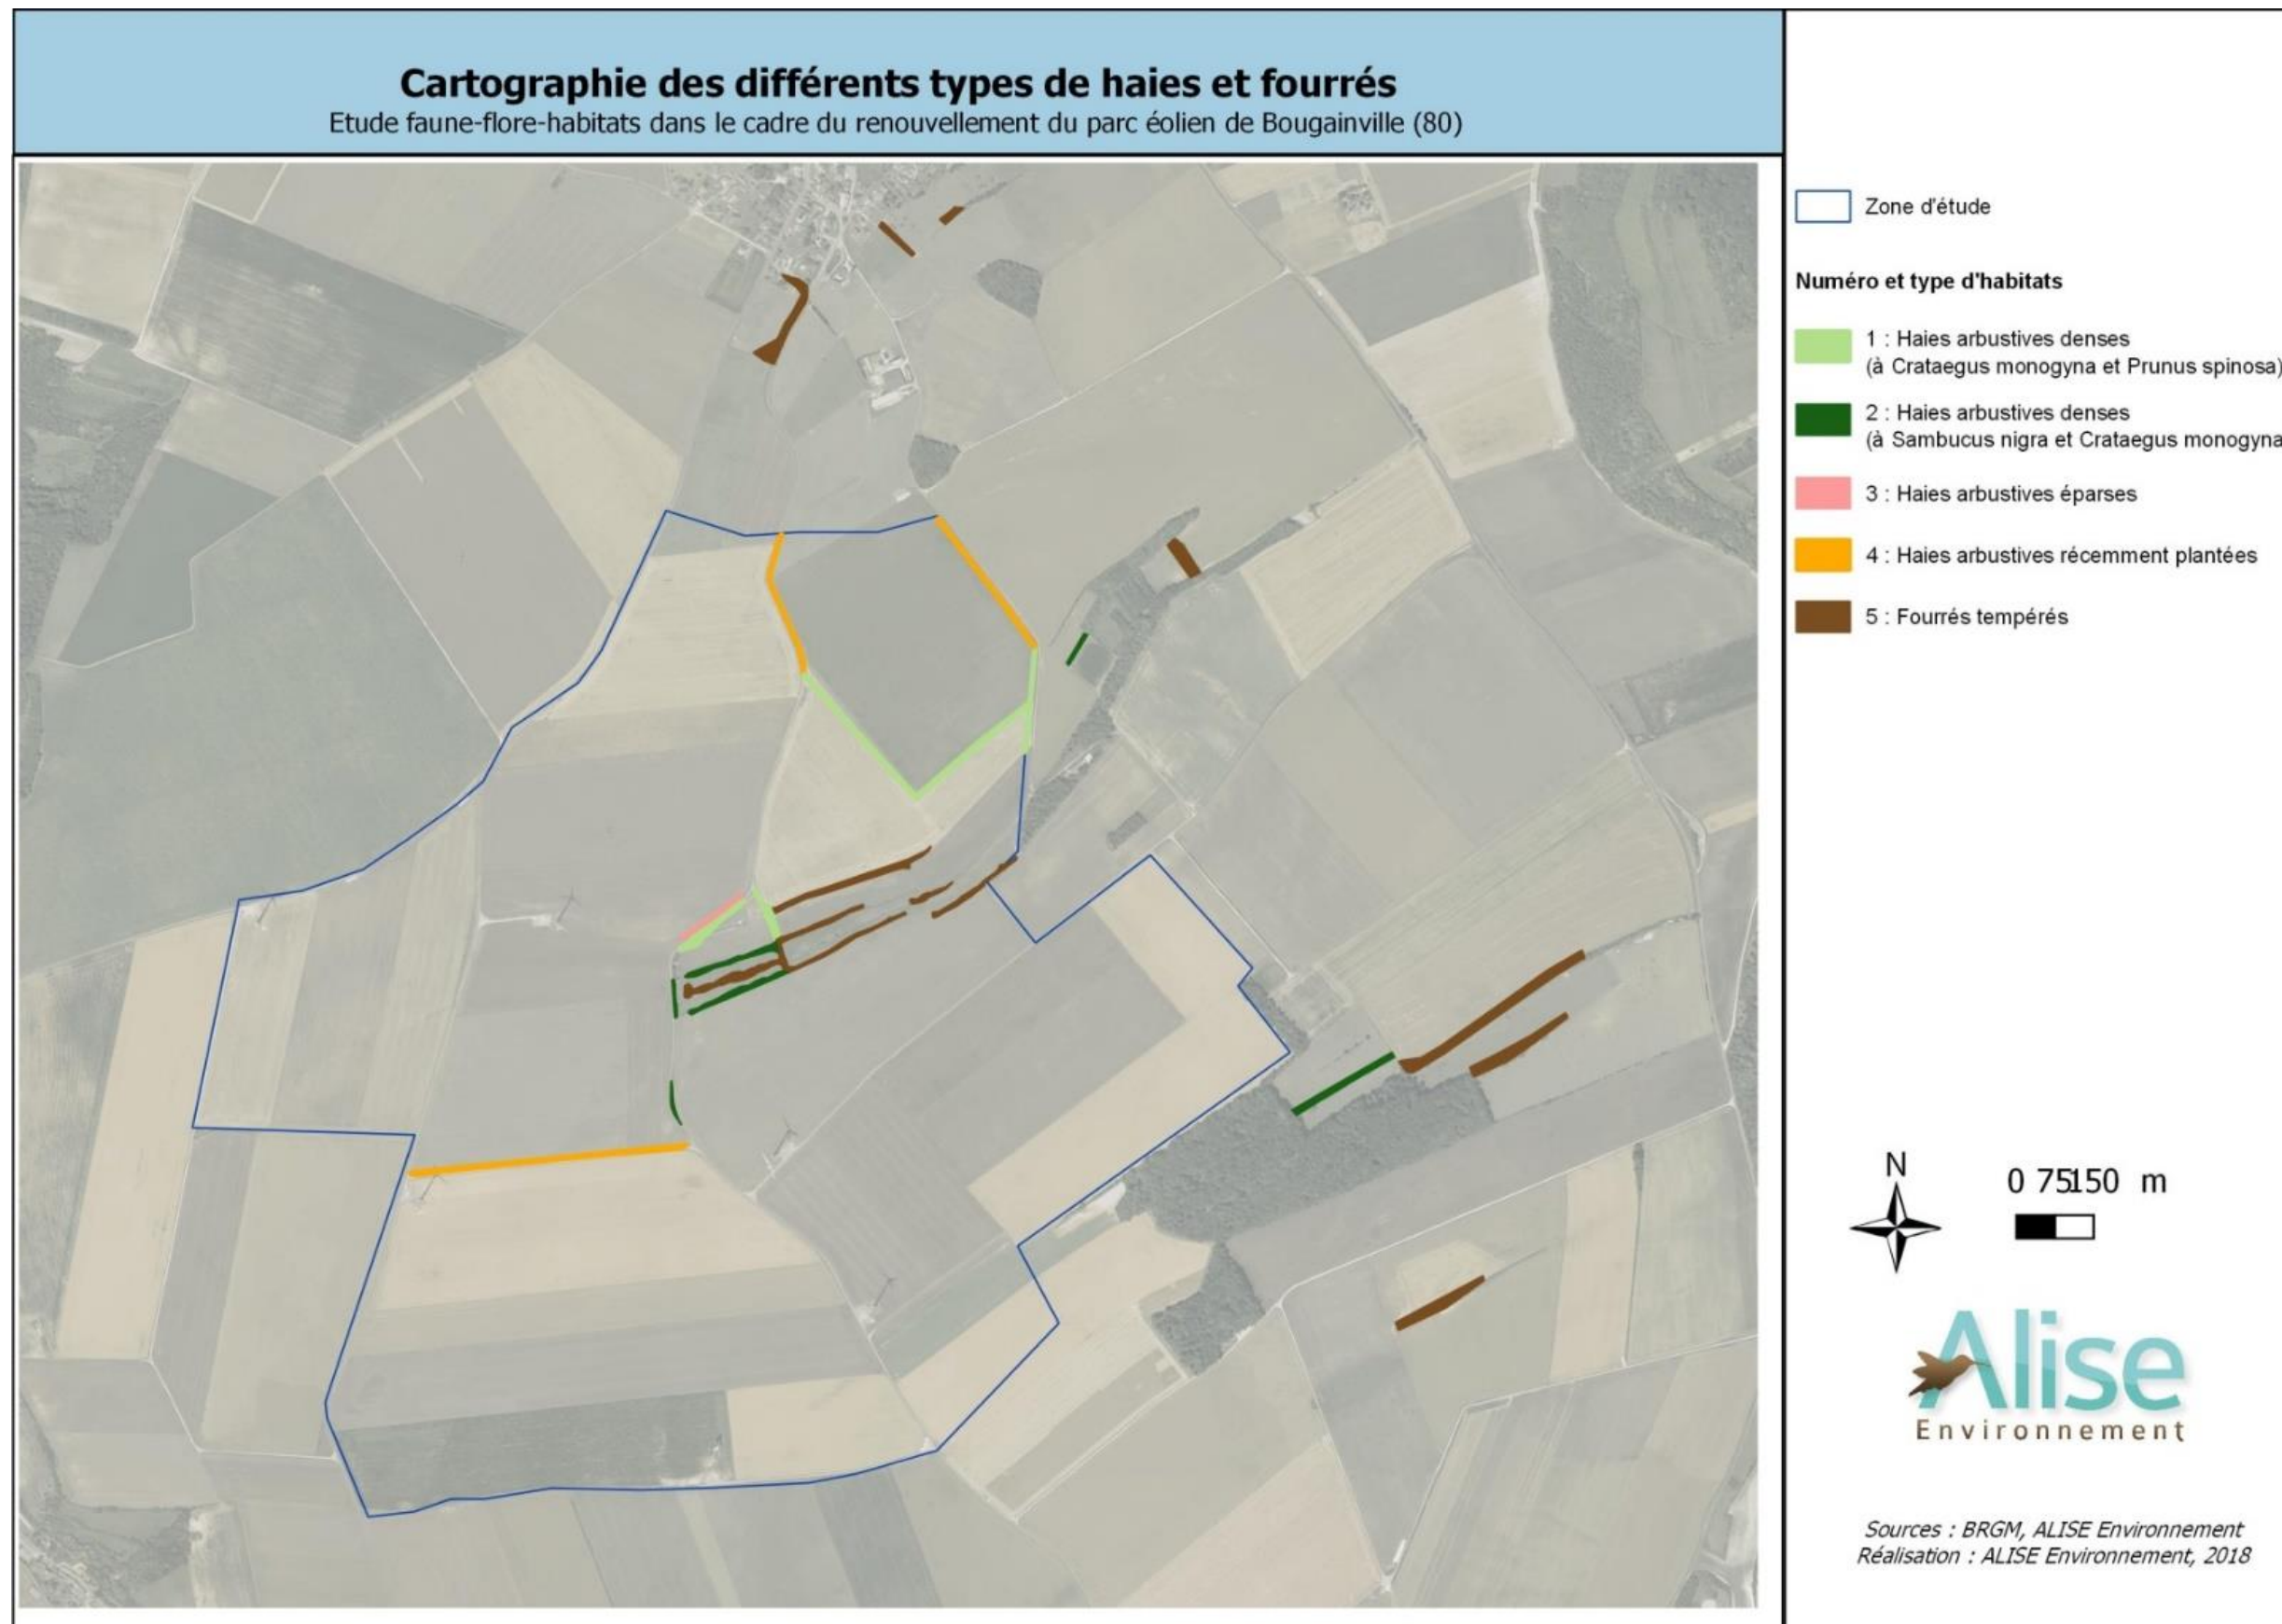 Cartographie des différents types de haies et fourrés
Etude faune-flore-habitats dans le cadre du renouvellement du parc éolien de Bougainville (80)
Zone d'étude
Numéro et type d'habitats
1 : Haies arbustives denses
(à Crataegus monogyna et Prunus spinosa)
2 : Haies arbustives denses
(à Sambucus nigra et Crataegus monogyna
3 : Haies arbustives éparses
4 : Haies arbustives récemment plantées
5 : Fourrés tempérés
N
0 75150 m
Alise
Environnement
Sources : BRGM, ALISE Environnement
Réalisation : ALISE Environnement, 2018